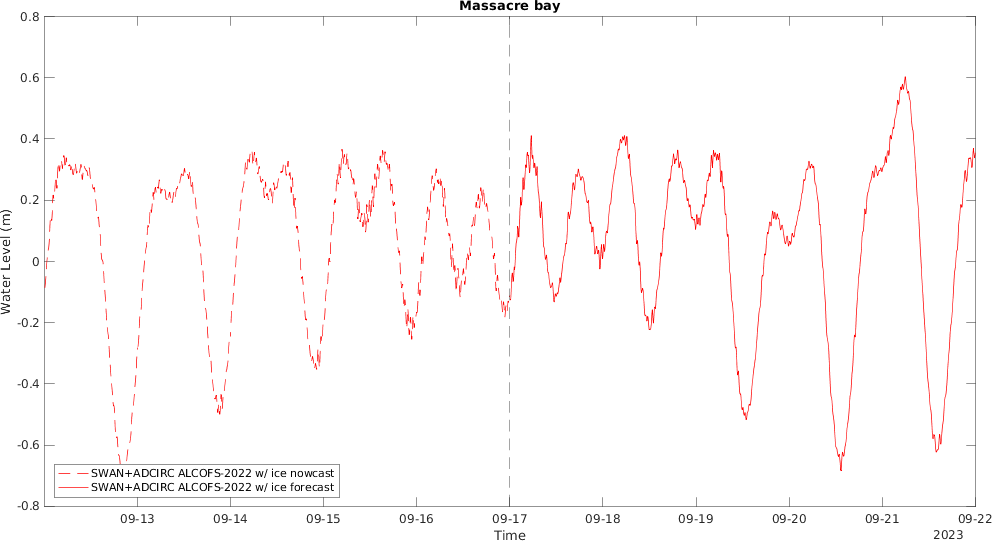 Massacre bay
0.8
0.6
0.4
0.2
0
-0.2
-0.4
-0.6
-0.8
Water Level (m)
SWAN+ADCIRC ALCOFS-2022 w/ ice nowcast
SWAN+ADCIRC ALCOFS-2022 w/ ice forecast
09-13 09-14 09-15 09-16 09-17 09-18 09-19 09-20 09-21 09-22
Time
2023